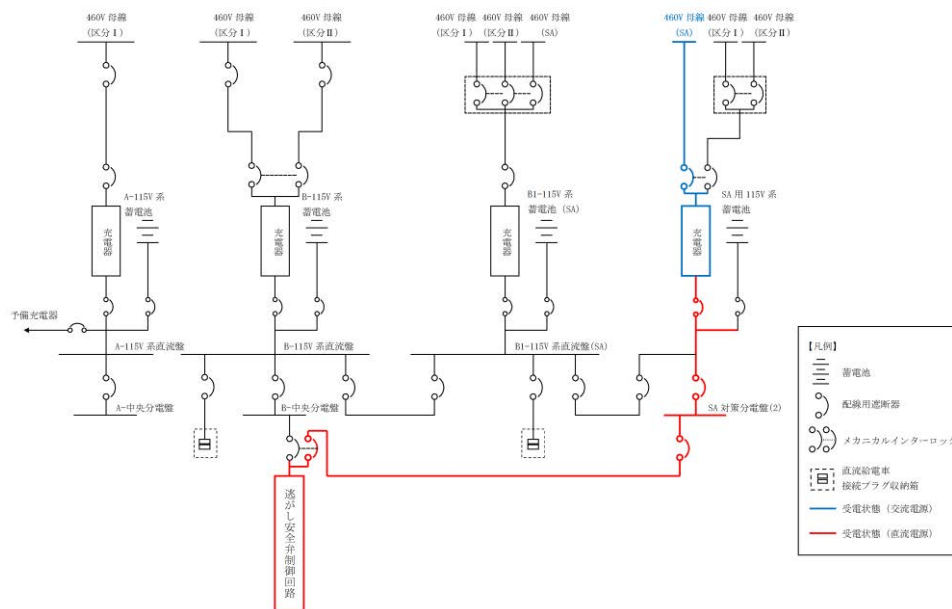 460V 母線
(区分Ⅰ)
460V 母線
(区分Ⅰ)
460V 母線
(区分Ⅱ)
460V 母線
(区分Ⅰ)
460V 母線
(区分Ⅱ)
460V 母線
(SA)
460V 母線
(SA)
460V 母線
(区分Ⅰ)
460V 母線
(区分Ⅱ)
A-115V 系
蓄電池
充電器
B-115V 系
蓄電池
充電器
B1-115V 系
蓄電池 (SA)
充電器
SA 用 115V 系
蓄電池
充電器
予備充電器
A-115V 系直流盤
B-115V 系直流盤
B1-115V 系直流盤(SA)
A-中央分電盤
B-中央分電盤
SA 対策分電盤(2)
逃がし安全弁制御回路
【凡例】
蓄電池
配線用遮断器
メカニカルインターロック
直流給電車
接続プラグ収納箱
受電状態 (交流電源)
受電状態 (直流電源)